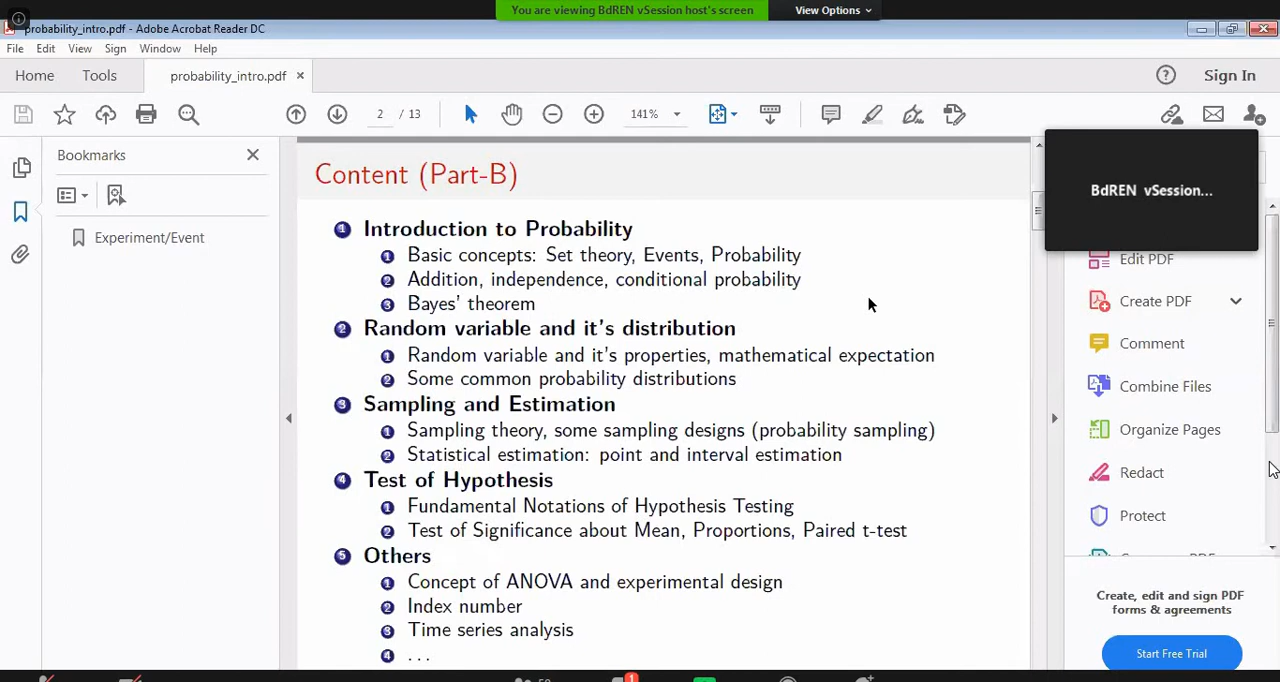 You are viewing BdREN vSession host's screen
View Options
probability_intro.pdf - Adobe Acrobat Reader DC
File Edit View Sign Window Help
Home Tools probability_intro.pdf × Sign In
2 / 13 141%
Bookmarks
Experiment/Event
Content (Part-B)
1 Introduction to Probability
1 Basic concepts: Set theory, Events, Probability
2 Addition, independence, conditional probability
3 Bayes' theorem
2 Random variable and it's distribution
1 Random variable and it's properties, mathematical expectation
2 Some common probability distributions
3 Sampling and Estimation
1 Sampling theory, some sampling designs (probability sampling)
2 Statistical estimation: point and interval estimation
4 Test of Hypothesis
1 Fundamental Notations of Hypothesis Testing
2 Test of Significance about Mean, Proportions, Paired t-test
5 Others
1 Concept of ANOVA and experimental design
2 Index number
3 Time series analysis
4 . . .
BdREN vSession...
Edit PDF
Create PDF
Comment
Combine Files
Organize Pages
Redact
Protect
Create, edit and sign PDF
forms & agreements
Start Free Trial
1